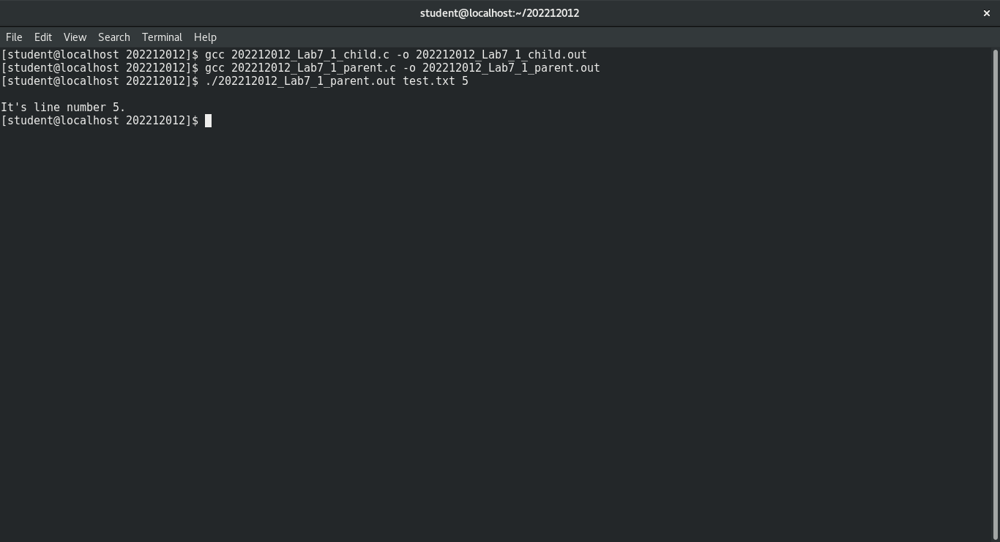 student@localhost:~/202212012
×
File Edit View Search Terminal Help
[student@localhost 202212012]$ gcc 202212012_Lab7_1_child.c -o 202212012_Lab7_1_child.out
[student@localhost 202212012]$ gcc 202212012_Lab7_1_parent.c -o 202212012_Lab7_1_parent.out
[student@localhost 202212012]$ ./202212012_Lab7_1_parent.out test.txt 5
It's line number 5.
[student@localhost 202212012]$